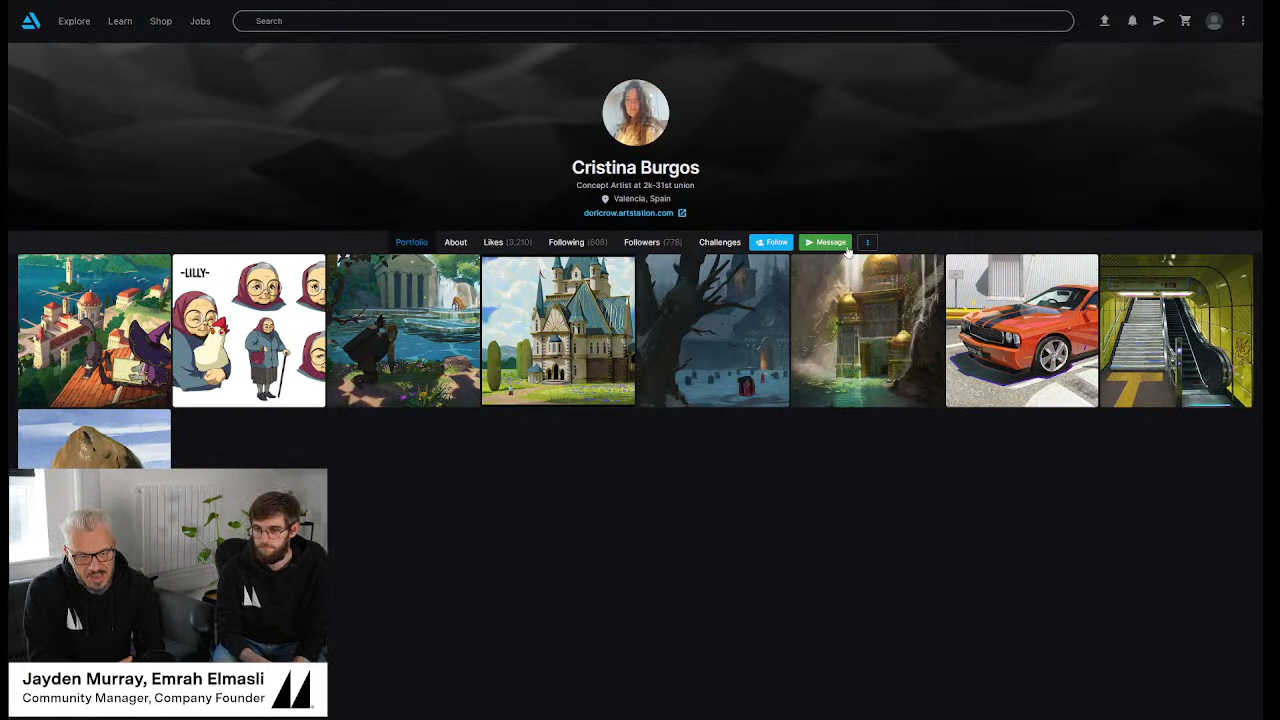 Explore Learn Shop Jobs Search
Cristina Burgos
Concept Artist at 2k-31st union
Valencia, Spain
doricrow.artstation.com
Portfolio About Likes (3,210) Following (608) Followers (778) Challenges Follow Message
-LILLY-
Jayden Murray, Emrah Elmasli
Community Manager, Company Founder